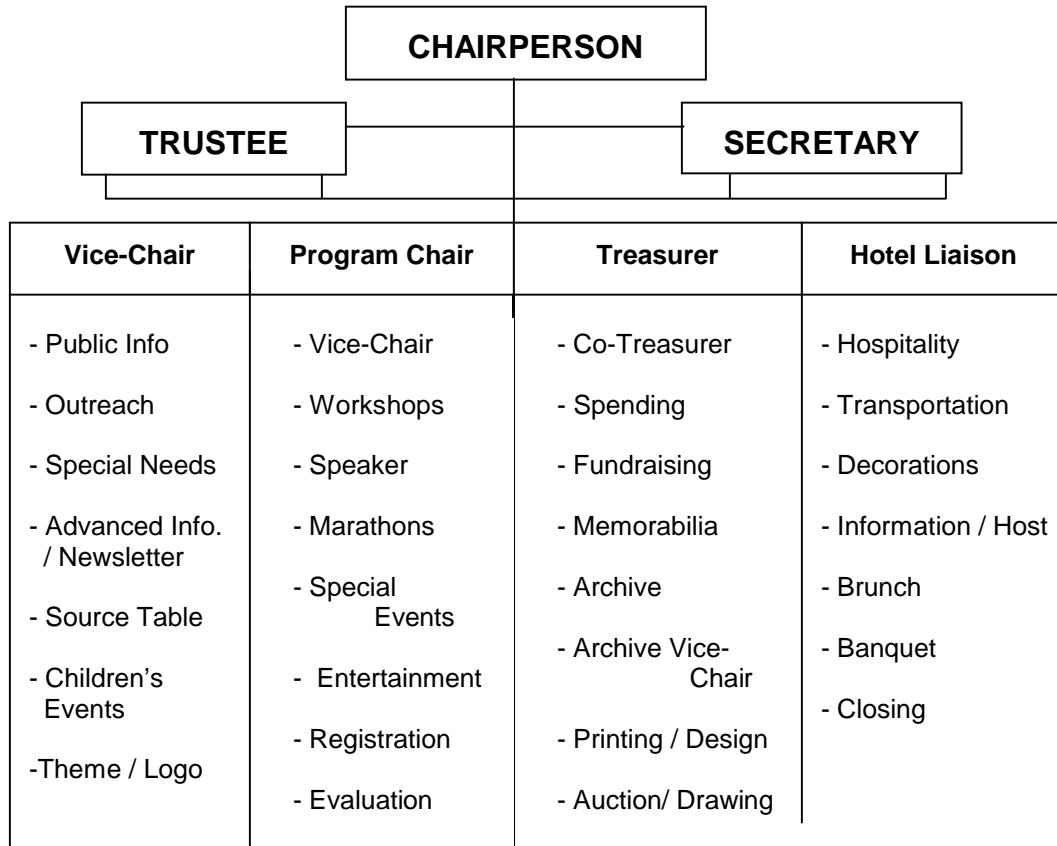 CHAIRPERSON
TRUSTEE
SECRETARY
Vice-Chair
- Public Info
- Outreach
- Special Needs
- Advanced Info.
/ Newsletter
- Source Table
- Children's
Events
-Theme / Logo
Program Chair
- Vice-Chair
- Workshops
- Speaker
- Marathons
- Special
Events
- Entertainment
- Registration
- Evaluation
Treasurer
- Co-Treasurer
- Spending
- Fundraising
- Memorabilia
- Archive
- Archive Vice-
Chair
- Printing / Design
- Auction/ Drawing
Hotel Liaison
- Hospitality
- Transportation
- Decorations
- Information / Host
- Brunch
- Banquet
- Closing